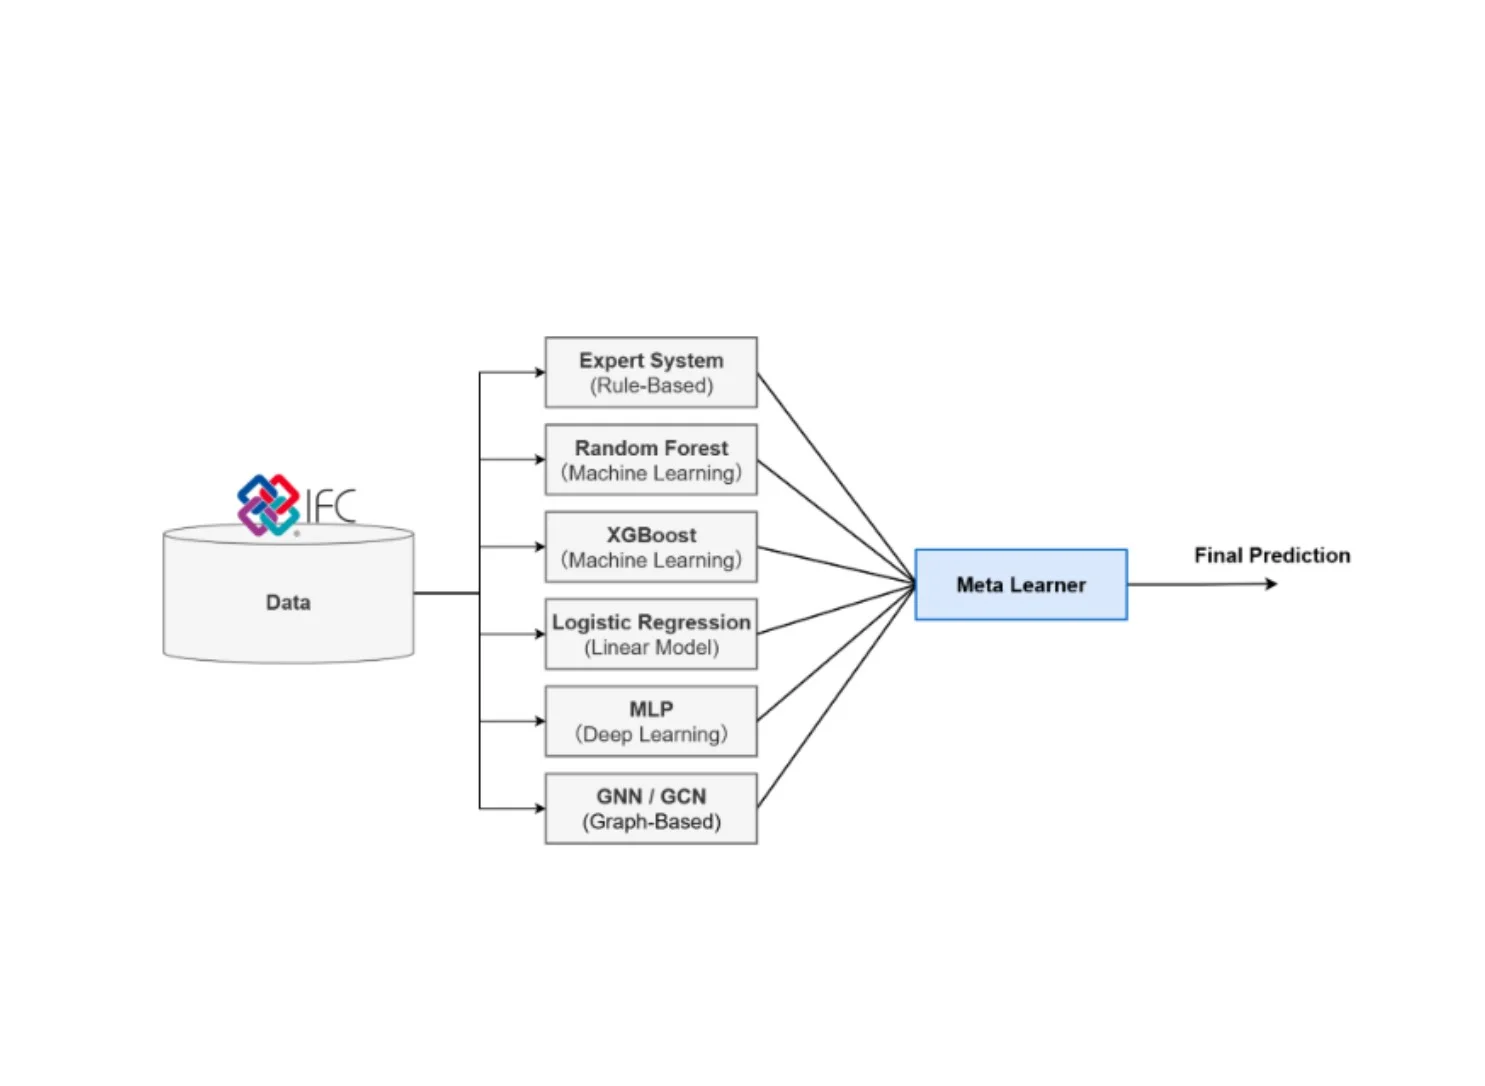 IFC
Data
Expert System
(Rule-Based)
Random Forest
（Machine Learning）
XGBoost
（Machine Learning）
Logistic Regression
(Linear Model)
MLP
（Deep Learning）
GNN / GCN
(Graph-Based)
Meta Learner
Final Prediction